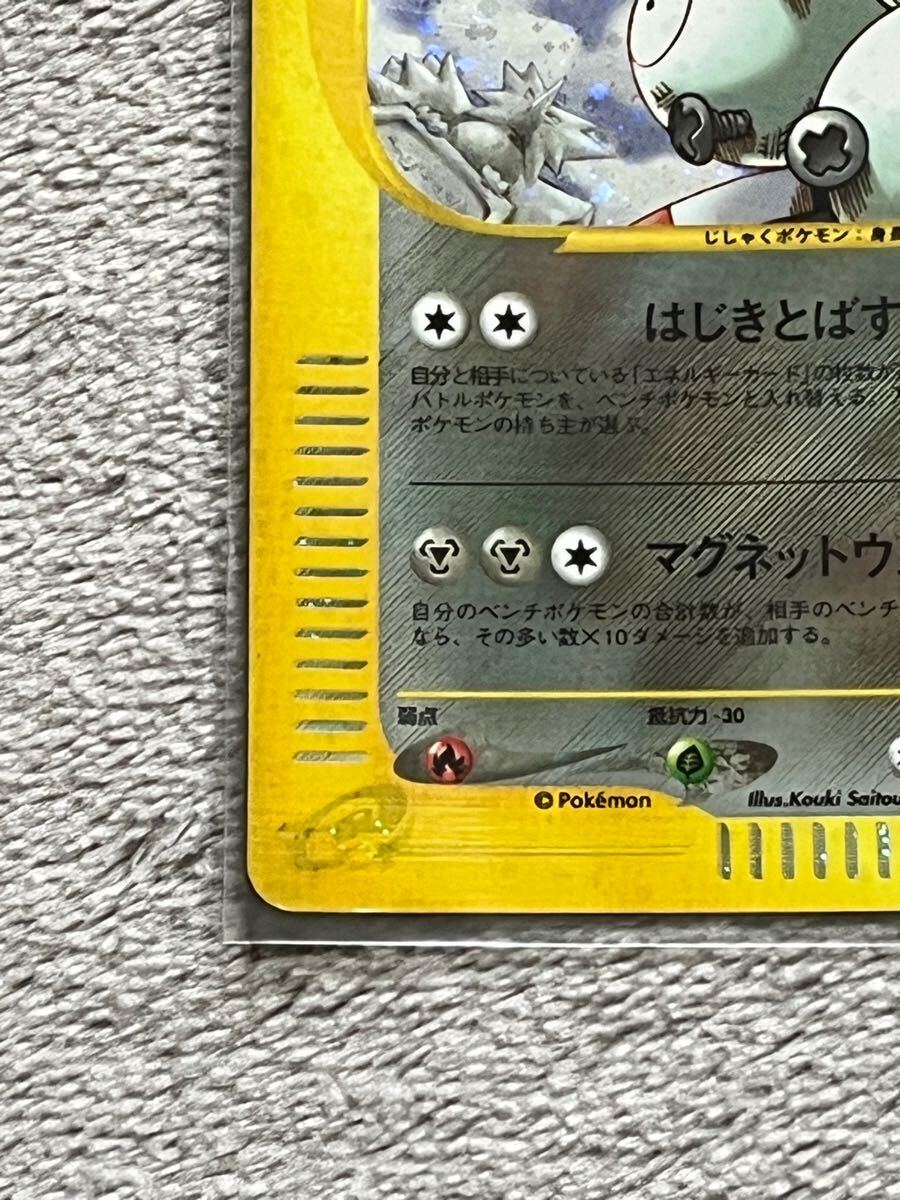 じしゃくポケモン：身長
はじきとばす
自分と相手についている「エネルギーカード」の枚数が
バトルポケモンを、ベンチポケモンと入れ替える。
ポケモンの持ち主が選ぶ。
マグネットウ
自分のベンチポケモンの合計数が、相手のベンチ
なら、その多い数×10ダメージを追加する。
弱点 抵抗力 -30
©Pokémon Illus.Kouki Saitou